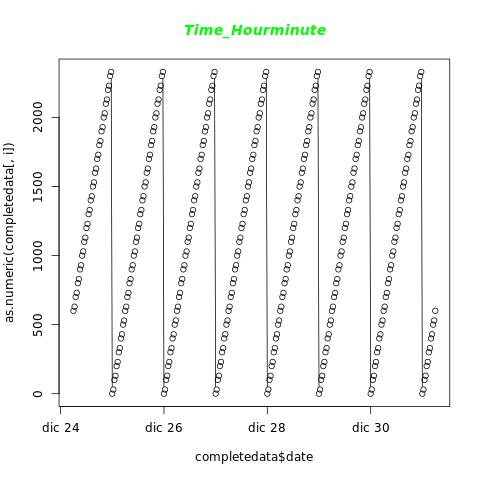 Time_Hourminute
as.numeric(completedata[, i])
2000
1500
1000
500
0
dic 24
dic 26
dic 28
dic 30
completedata$date